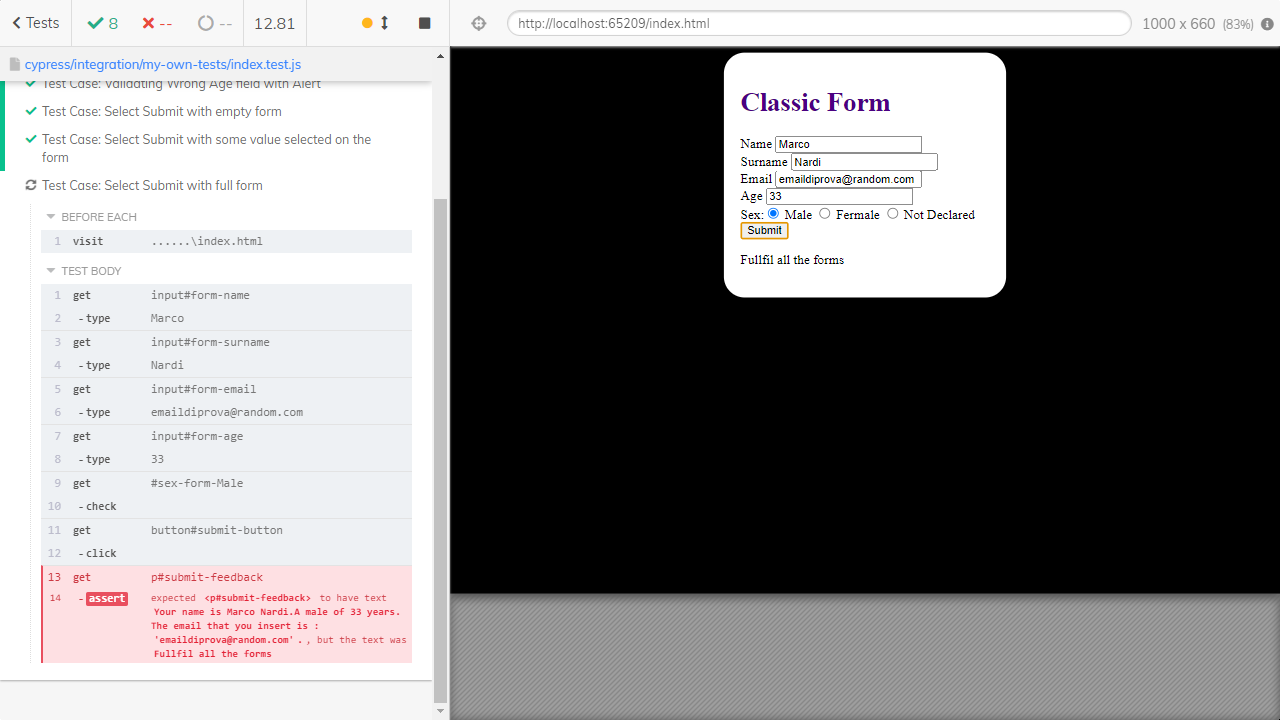 Tests 8 -- -- 12.81
cypress/integration/my-own-tests/index.test.js
Test Case: Validating Wrong Age field with Alert
Test Case: Select Submit with empty form
Test Case: Select Submit with some value selected on the
form
Test Case: Select Submit with full form
BEFORE EACH
1 visit ......\index.html
TEST BODY
1 get input#form-name
2 -type Marco
3 get input#form-surname
4 -type Nardi
5 get input#form-email
6 -type emaildiprova@random.com
7 get input#form-age
8 -type 33
9 get #sex-form-Male
10 -check
11 get button#submit-button
12 -click
13 get p#submit-feedback
14 -assert expected <p#submit-feedback> to have text
Your name is Marco Nardi.A male of 33 years.
The email that you insert is :
'emaildiprova@random.com' . , but the text was
Fullfil all the forms
http://localhost:65209/index.html 1000 x 660 (83%)
Classic Form
Name Marco
Surname Nardi
Email emaildiprova@random.com
Age 33
Sex: Male Fermale Not Declared
Submit
Fullfil all the forms